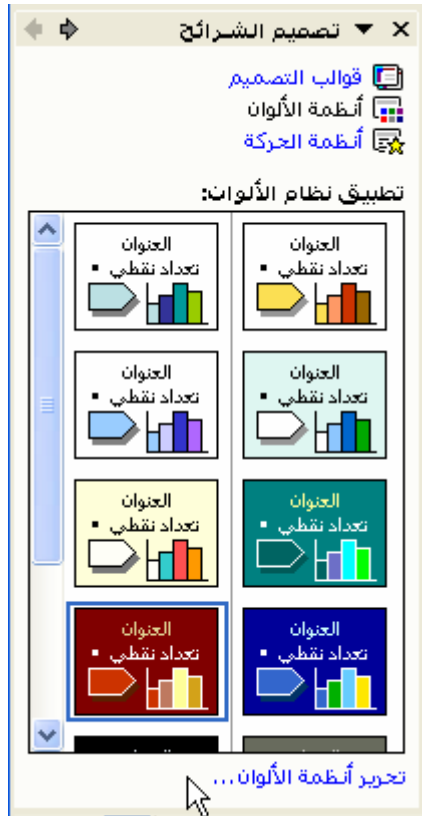 تصميم الشرائح
قوالب التصميم
أنظمة الألوان
أنظمة الحركة
تطبيق نظام الألوان:
العنوان
تعداد نقطي
العنوان
تعداد نقطي
العنوان
تعداد نقطي
العنوان
تعداد نقطي
العنوان
تعداد نقطي
العنوان
تعداد نقطي
العنوان
تعداد نقطي
العنوان
تعداد نقطي
تحرير أنظمة الألوان...